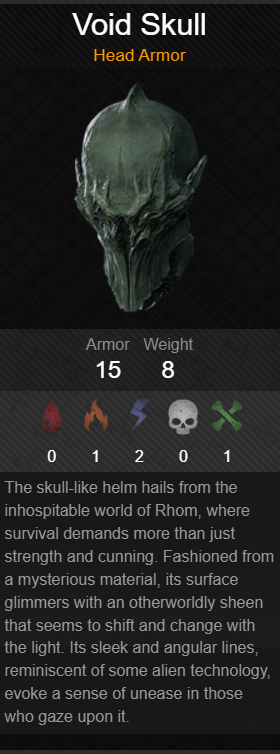 Void Skull
Head Armor
Armor Weight
15 8
0 1 2 0 1
The skull-like helm hails from the
inhospitable world of Rhom, where
survival demands more than just
strength and cunning. Fashioned from
a mysterious material, its surface
glimmers with an otherworldly sheen
that seems to shift and change with
the light. Its sleek and angular lines,
reminiscent of some alien technology,
evoke a sense of unease in those
who gaze upon it.